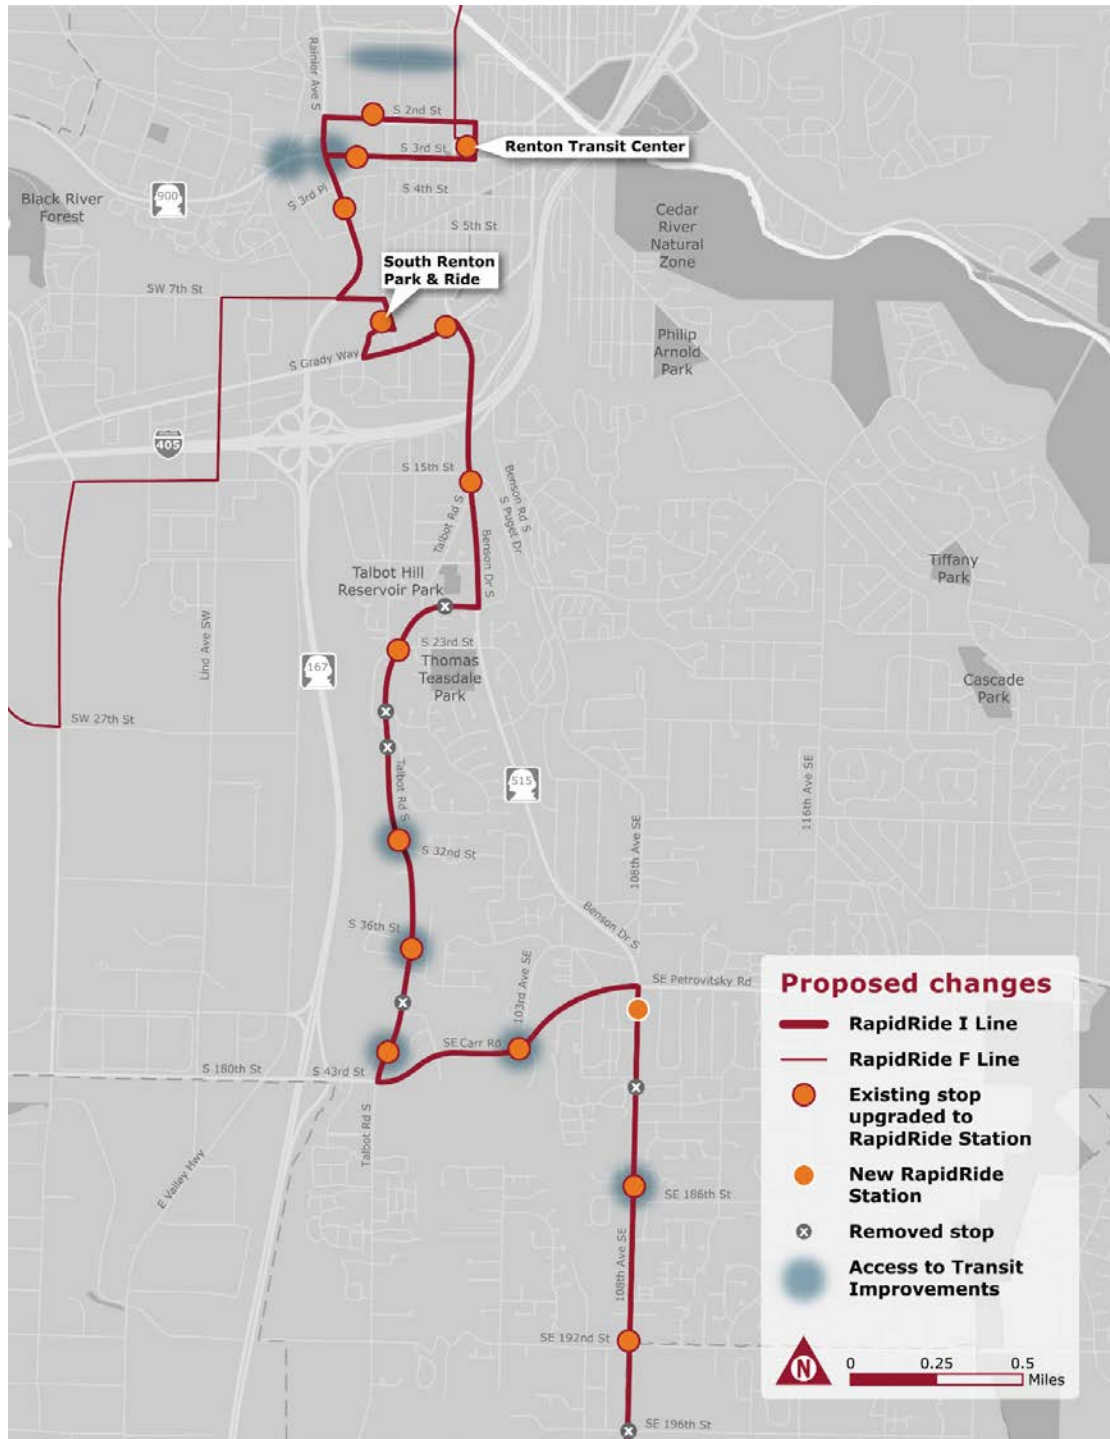 Rainier Ave S
S 2nd St
S 3rd St
Renton Transit Center
S 3rd Pl
S 4th St
900
Black River
Forest
S 5th St
Cedar
River
Natural
Zone
South Renton
Park & Ride
SW 7th St
S Grady Way
Philip
Arnold
Park
405
S 15th St
Talbot Rd S
Benson Rd S
S Puget Dr
Benson Dr S
Talbot Hill
Reservoir Park
x
Tiffany
Park
Lind Ave SW
S 23rd St
Thomas
Teasdale
Park
167
Cascade
Park
x
SW 27th St
x
Talbot Rd S
515
116th Ave SE
S 32nd St
108th Ave SE
Benson Dr S
S 36th St
103rd Ave SE
SE Petrovitsky Rd
x
SE Carr Rd
S 43rd St
S 180th St
x
Talbot Rd S
E Valley Hwy
SE 186th St
108th Ave SE
SE 192nd St
SE 196th St
x
Proposed changes
RapidRide I Line
RapidRide F Line
Existing stop
upgraded to
RapidRide Station
New RapidRide
Station
x
Removed stop
Access to Transit
Improvements
N
0 0.25 0.5
Miles